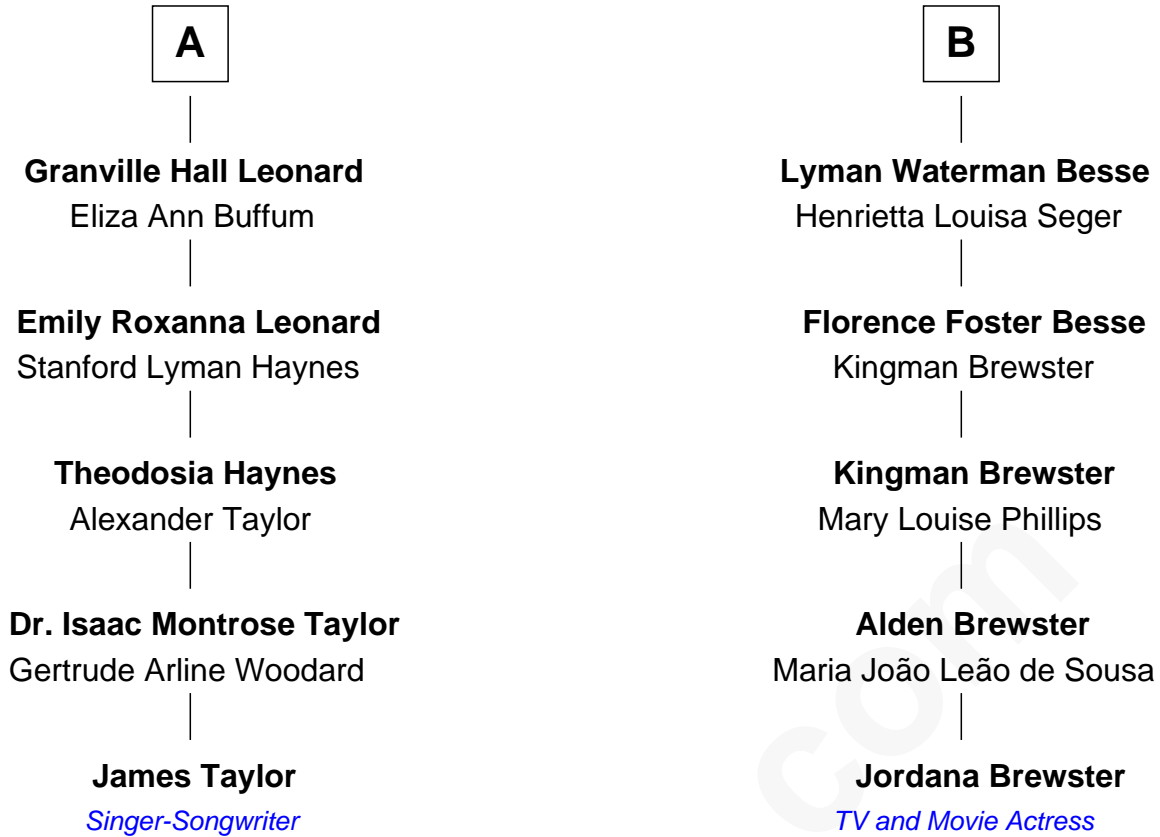 A
B
Granville Hall Leonard
Eliza Ann Buffum
Lyman Waterman Besse
Henrietta Louisa Seger
Emily Roxanna Leonard
Stanford Lyman Haynes
Florence Foster Besse
Kingman Brewster
Theodosia Haynes
Alexander Taylor
Kingman Brewster
Mary Louise Phillips
Dr. Isaac Montrose Taylor
Gertrude Arline Woodard
Alden Brewster
Maria João Leão de Sousa
James Taylor
Singer-Songwriter
Jordana Brewster
TV and Movie Actress
com